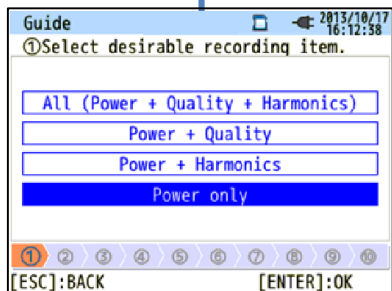 Guide 2013/10/17
16:12:38
①Select desirable recording item.
All (Power + Quality + Harmonics)
Power + Quality
Power + Harmonics
Power only
① ② ③ ④ ⑤ ⑥ ⑦ ⑧ ⑨ ⑩
[ESC]:BACK [ENTER]:OK